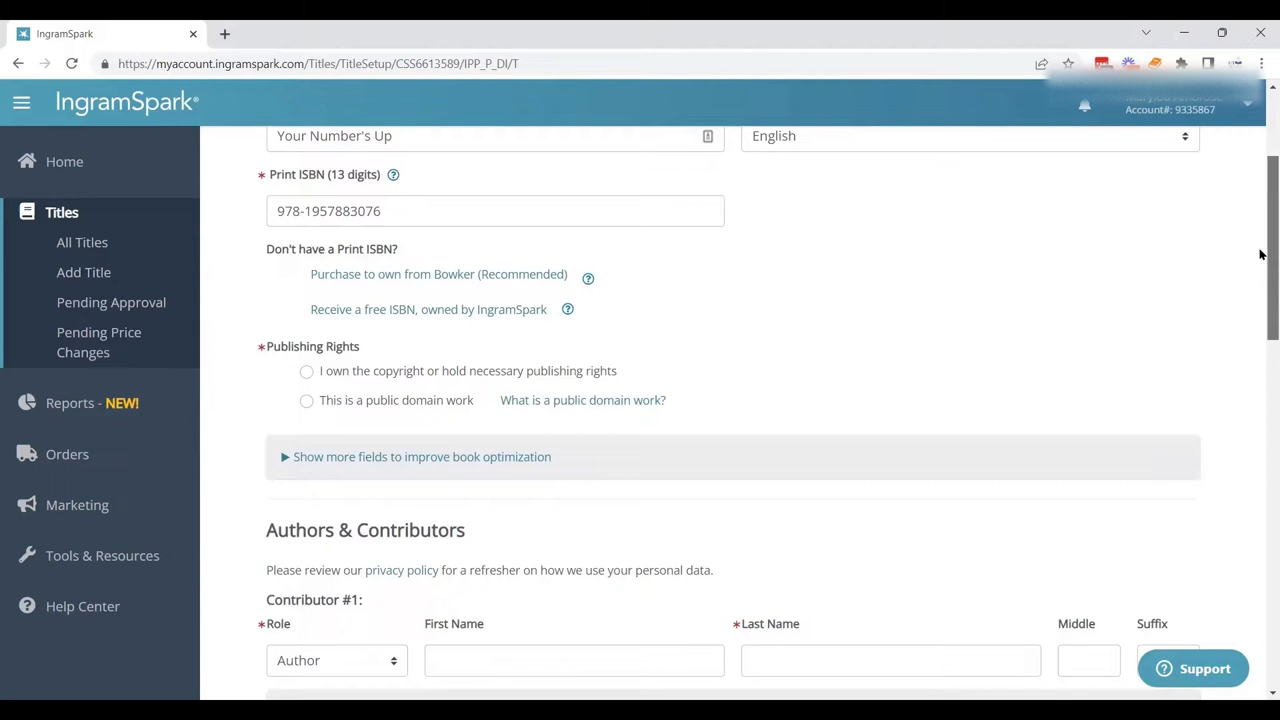 IngramSpark
https://myaccount.ingramspark.com/Titles/TitleSetup/CSS6613589/IPP_P_DI/T
IngramSpark®
Account#: 9335867
Home
Titles
All Titles
Add Title
Pending Approval
Pending Price
Changes
Reports - NEW!
Orders
Marketing
Tools & Resources
Help Center
Your Number's Up
English
* Print ISBN (13 digits) ?
978-1957883076
Don't have a Print ISBN?
Purchase to own from Bowker (Recommended) ?
Receive a free ISBN, owned by IngramSpark ?
*Publishing Rights
I own the copyright or hold necessary publishing rights
This is a public domain work What is a public domain work?
Show more fields to improve book optimization
Authors & Contributors
Please review our privacy policy for a refresher on how we use your personal data.
Contributor #1:
*Role First Name *Last Name Middle Suffix
Author
? Support